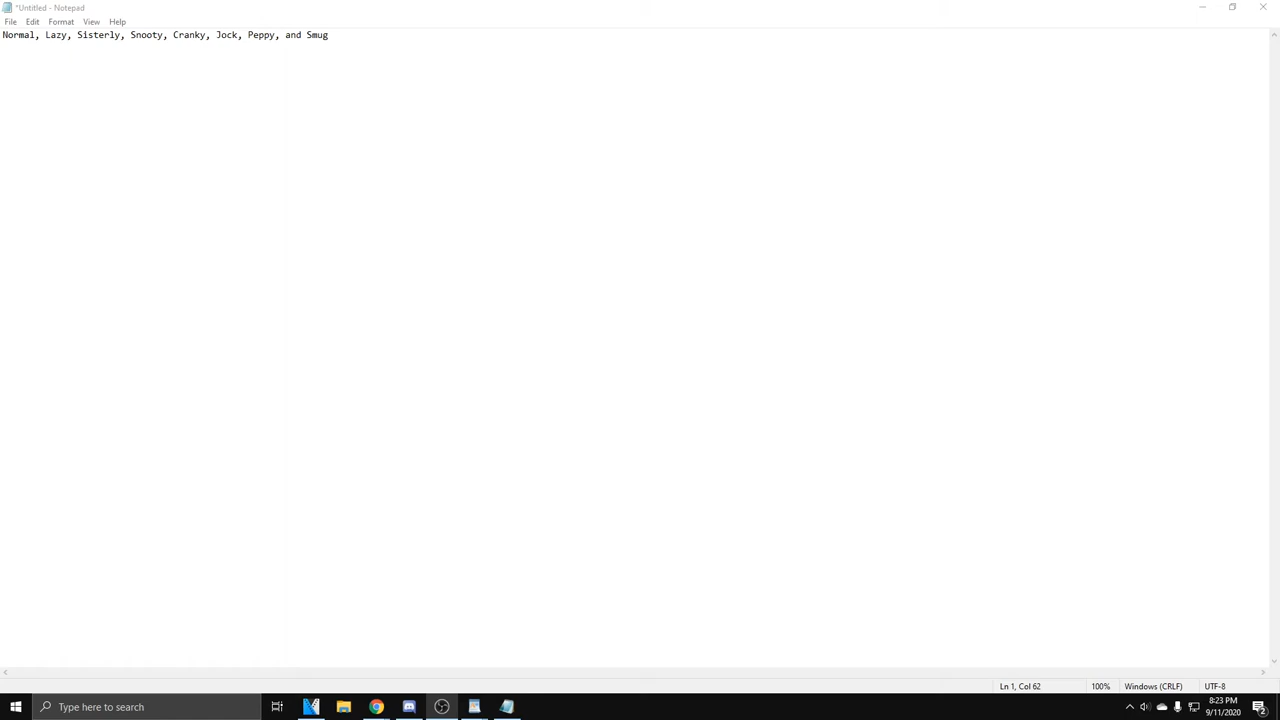 *Untitled - Notepad
File Edit Format View Help
Normal, Lazy, Sisterly, Snooty, Cranky, Jock, Peppy, and Smug
Ln 1, Col 62 100% Windows (CRLF) UTF-8
Type here to search
8:23 PM
9/11/2020
2